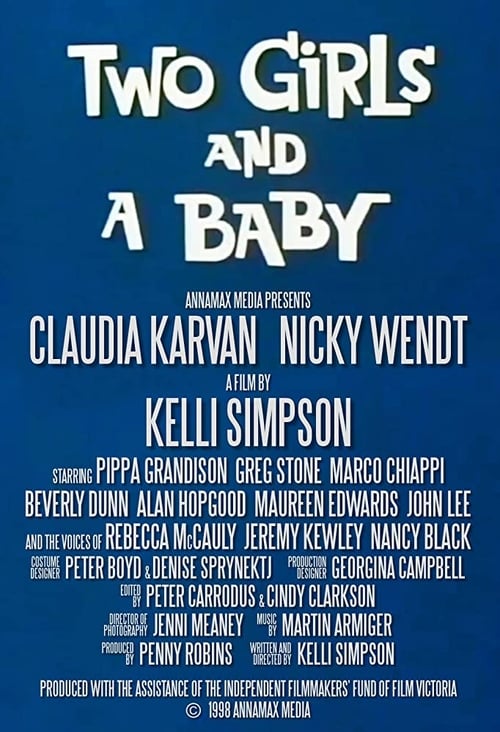 TWO GiRLS
AND
A BABY
ANNAMAX MEDIA PRESENTS
CLAUDIA KARVAN NICKY WENDT
A FILM BY
KELLI SIMPSON
STARRING PIPPA GRANDISON GREG STONE MARCO CHIAPPI
BEVERLY DUNN ALAN HOPGOOD MAUREEN EDWARDS JOHN LEE
AND THE VOICES OF REBECCA McCAULY JEREMY KEWLEY NANCY BLACK
COSTUME DESIGNER PETER BOYD & DENISE SPRYNEKTJ PRODUCTION DESIGNER GEORGINA CAMPBELL
EDITED BY PETER CARRODUS & CINDY CLARKSON
DIRECTOR OF PHOTOGRAPHY JENNI MEANEY MUSIC BY MARTIN ARMIGER
PRODUCED BY PENNY ROBINS WRITTEN AND DIRECTED BY KELLI SIMPSON
PRODUCED WITH THE ASSISTANCE OF THE INDEPENDENT FILMMAKERS' FUND OF FILM VICTORIA
© 1998 ANNAMAX MEDIA